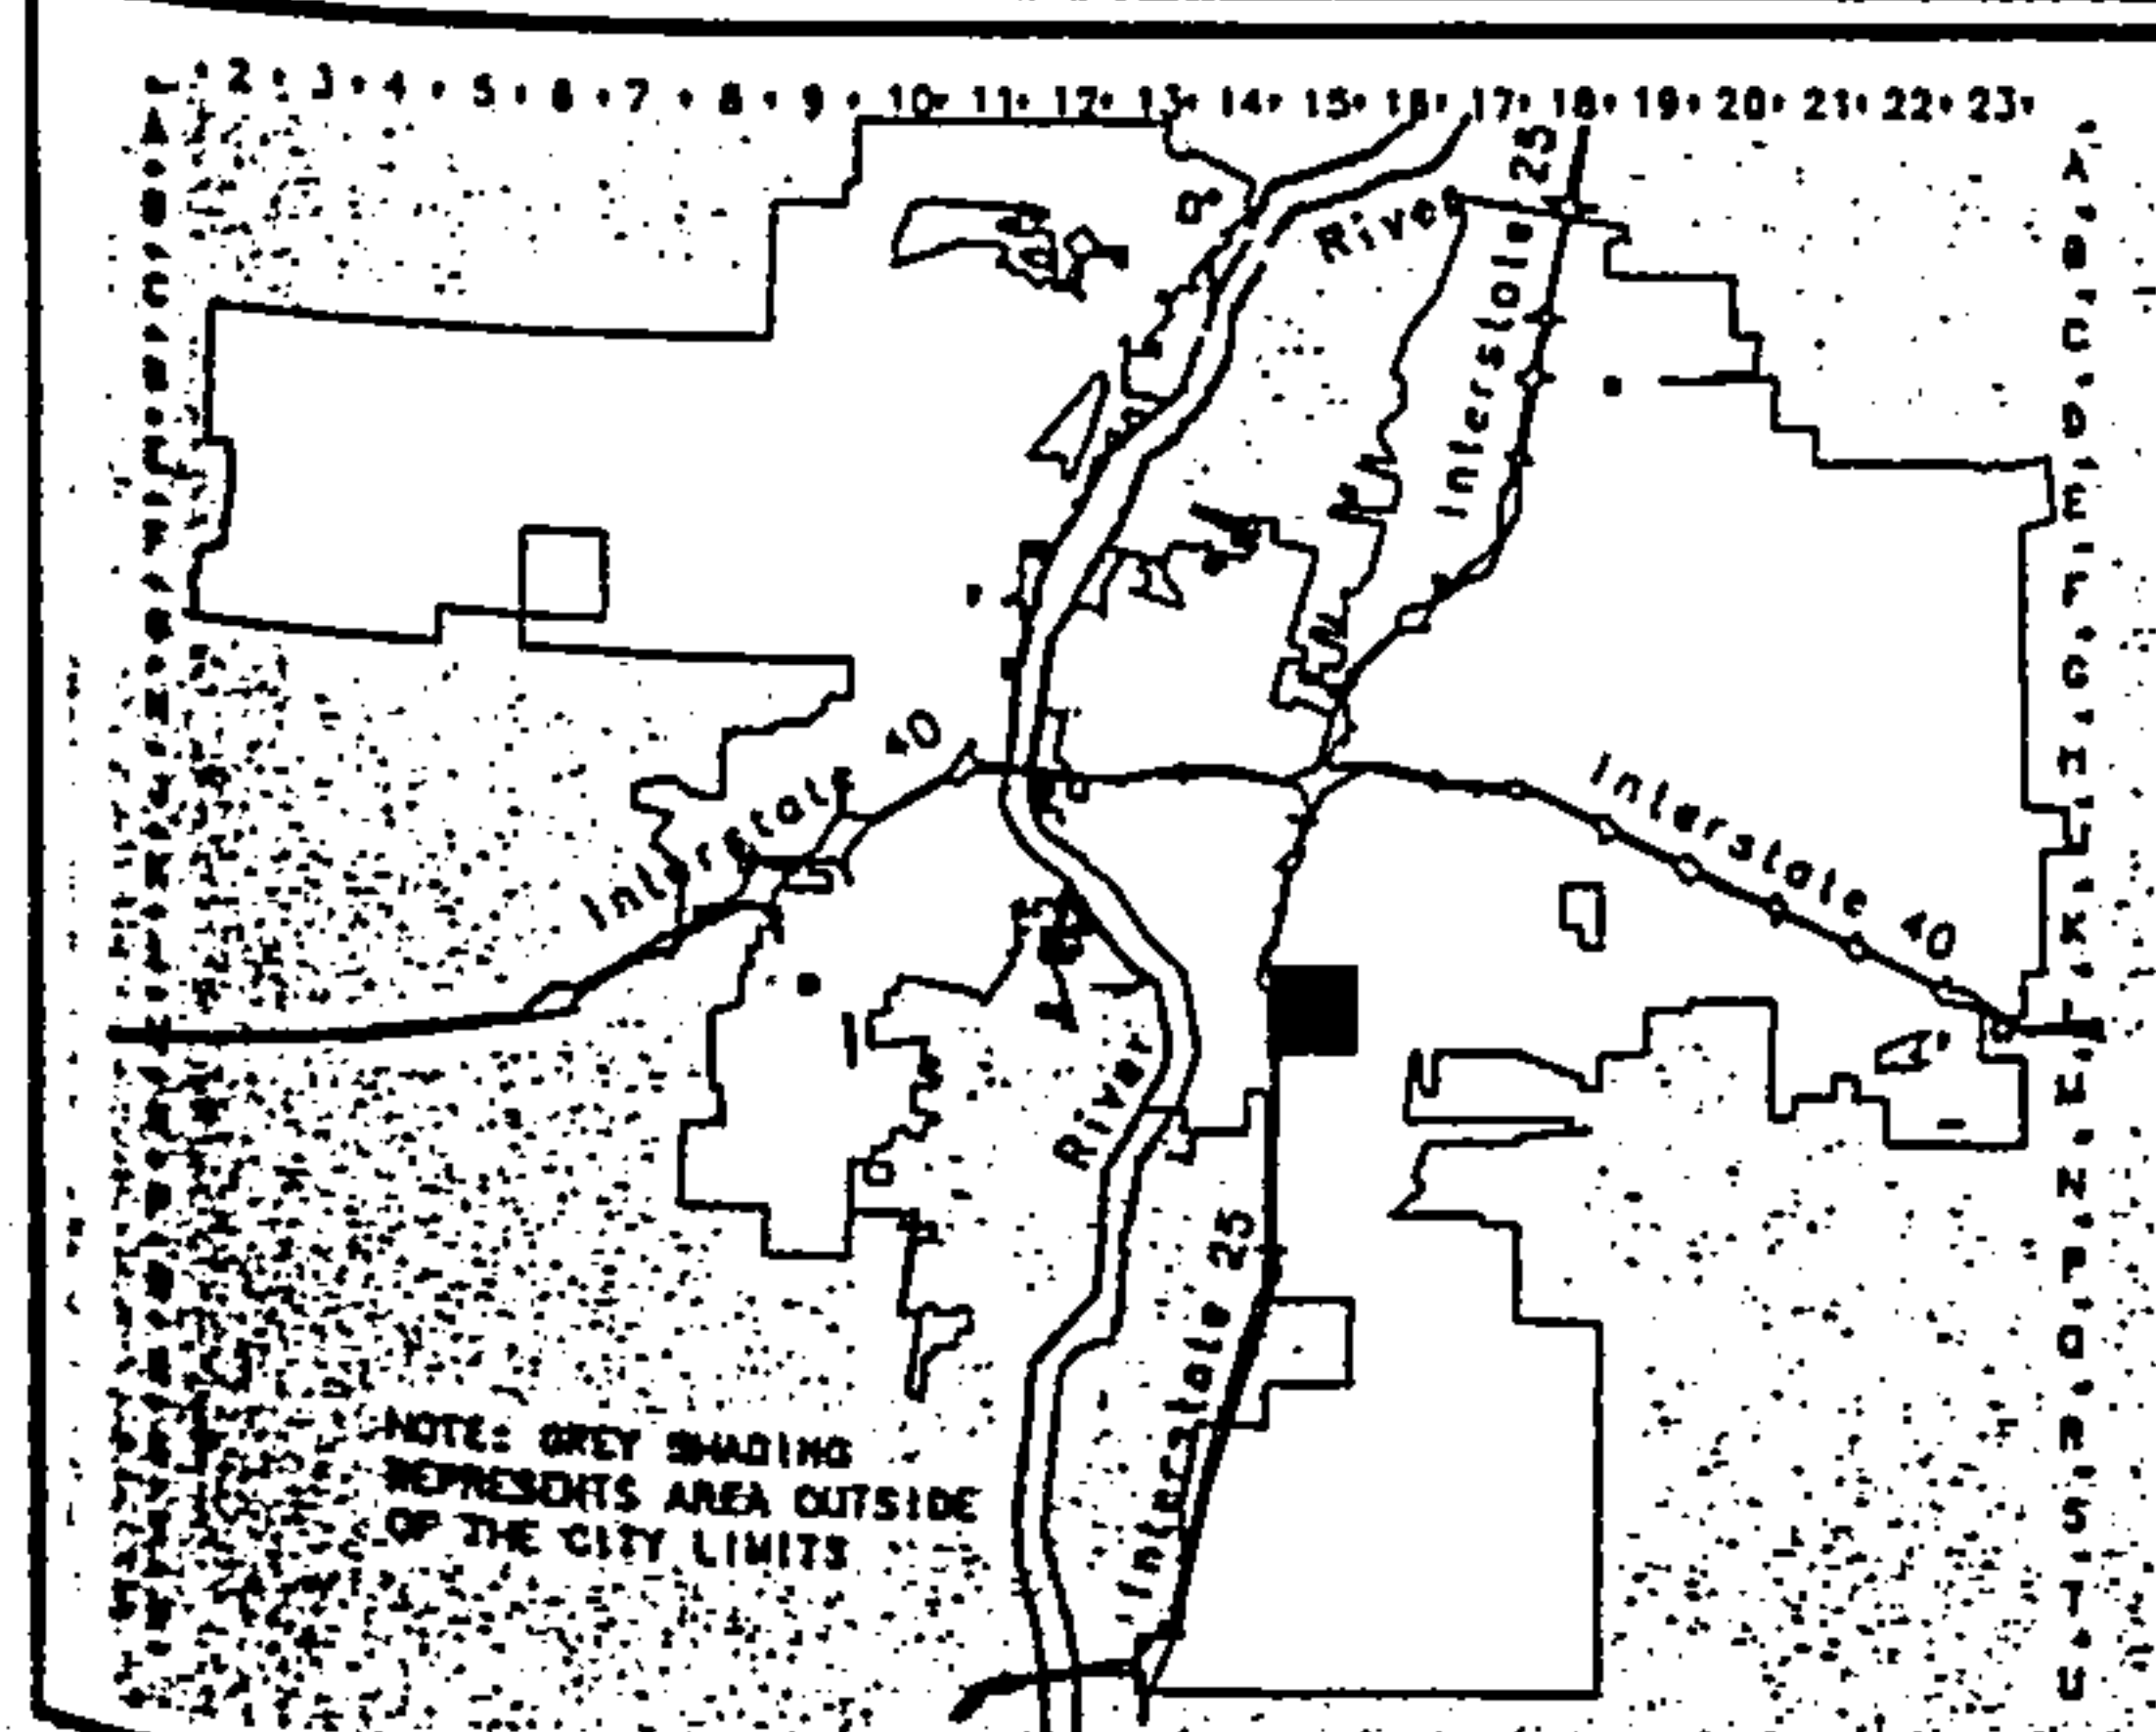 2 • 3 • 4 • 5 • 6 • 7 • 8 • 9 • 10 • 11 • 12 • 13 • 14 • 15 • 16 • 17 • 18 • 19 • 20 • 21 • 22 • 23 •
25
River
Interstate
40
Interstate
Interstate
40
River
25
Interstate
A
B
C
D
E
F
G
H
J
K
L
M
N
P
Q
R
S
T
U
NOTE: GREY SHADING
REPRESENTS AREA OUTSIDE
OF THE CITY LIMITS